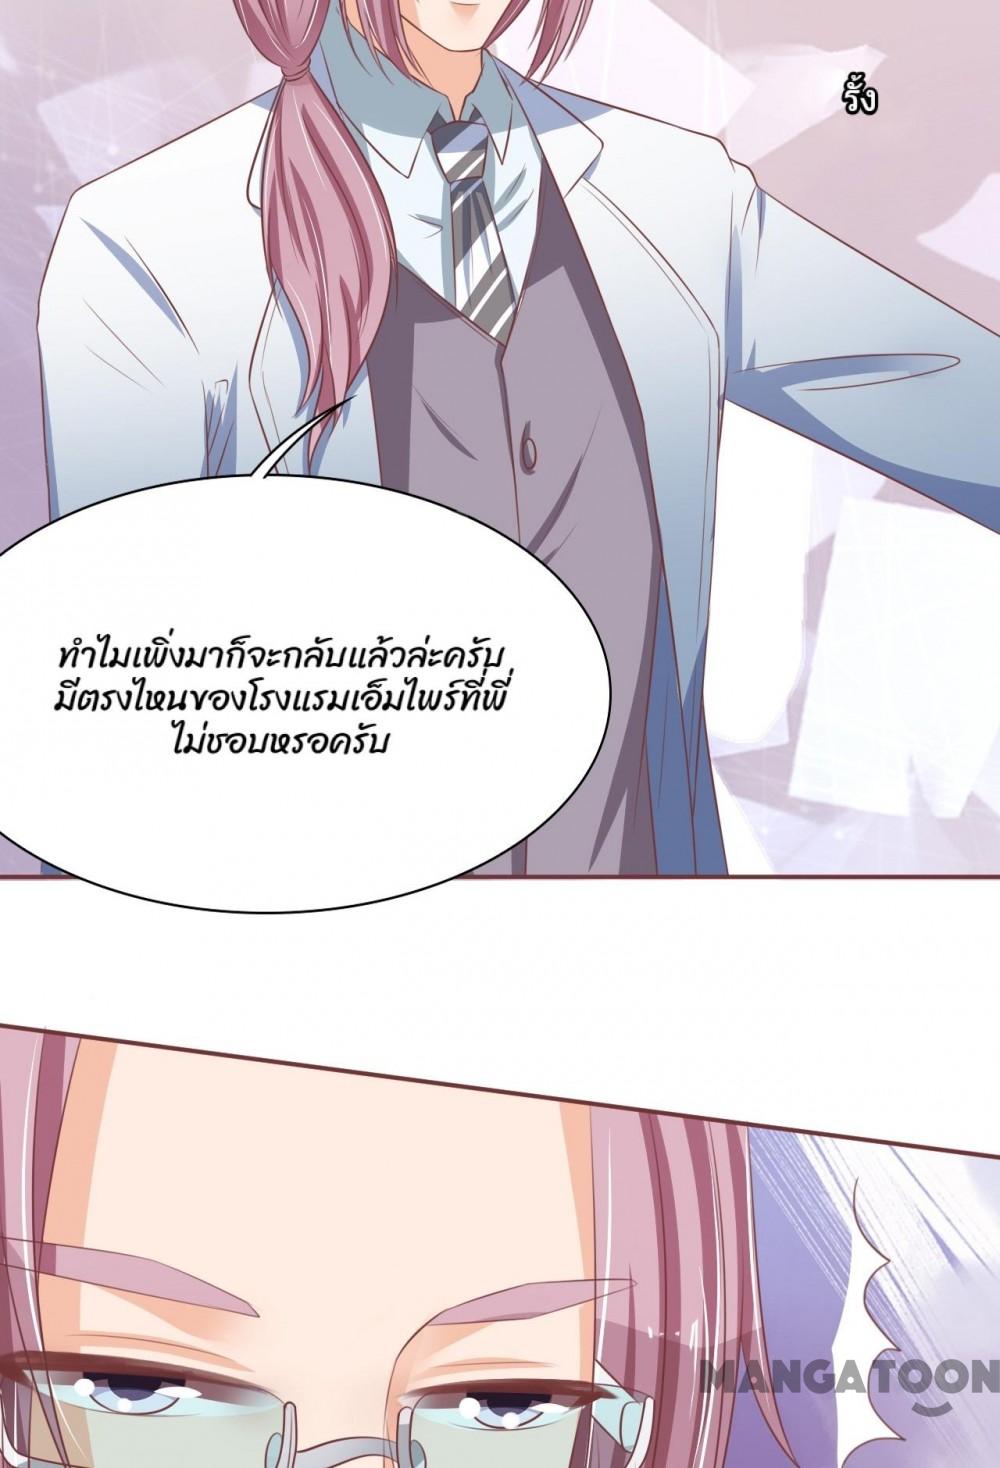 รั้ง
ทำไมเพิ่งมาก็จะกลับแล้วล่ะครับ
มีตรงไหนของโรงแรมเอ็มไพร์ที่พี่
ไม่ชอบหรอครับ
MANGATOON